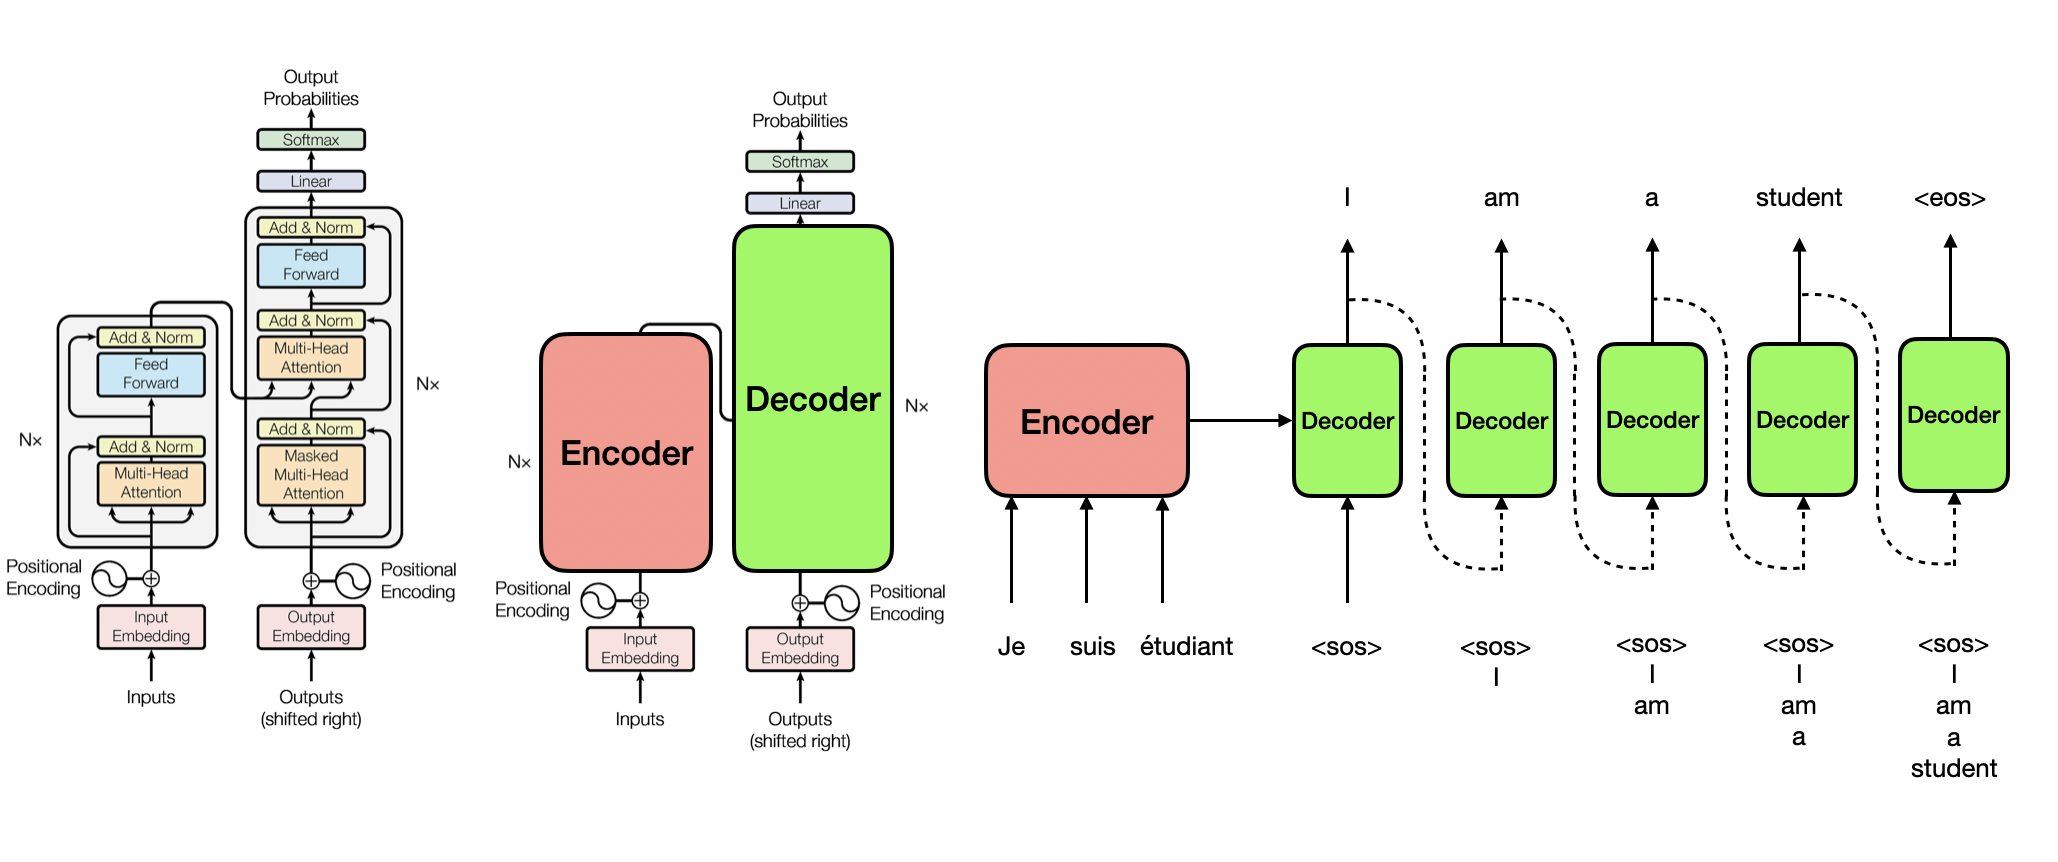 Output
Probabilities
Softmax
Linear
Add & Norm
Feed
Forward
Add & Norm
Multi-Head
Attention
Add & Norm
Masked
Multi-Head
Attention
Nx
Add & Norm
Feed
Forward
Add & Norm
Multi-Head
Attention
Nx
Positional
Encoding
Positional
Encoding
Input
Embedding
Output
Embedding
Inputs
Outputs
(shifted right)
Output
Probabilities
Softmax
Linear
Decoder
Nx
Encoder
Nx
Positional
Encoding
Positional
Encoding
Input
Embedding
Output
Embedding
Inputs
Outputs
(shifted right)
I am a student <eos>
Encoder
Decoder
Decoder
Decoder
Decoder
Decoder
Je suis étudiant
<sos>
<sos>
I
<sos>
I
am
<sos>
I
am
a
<sos>
I
am
a
student